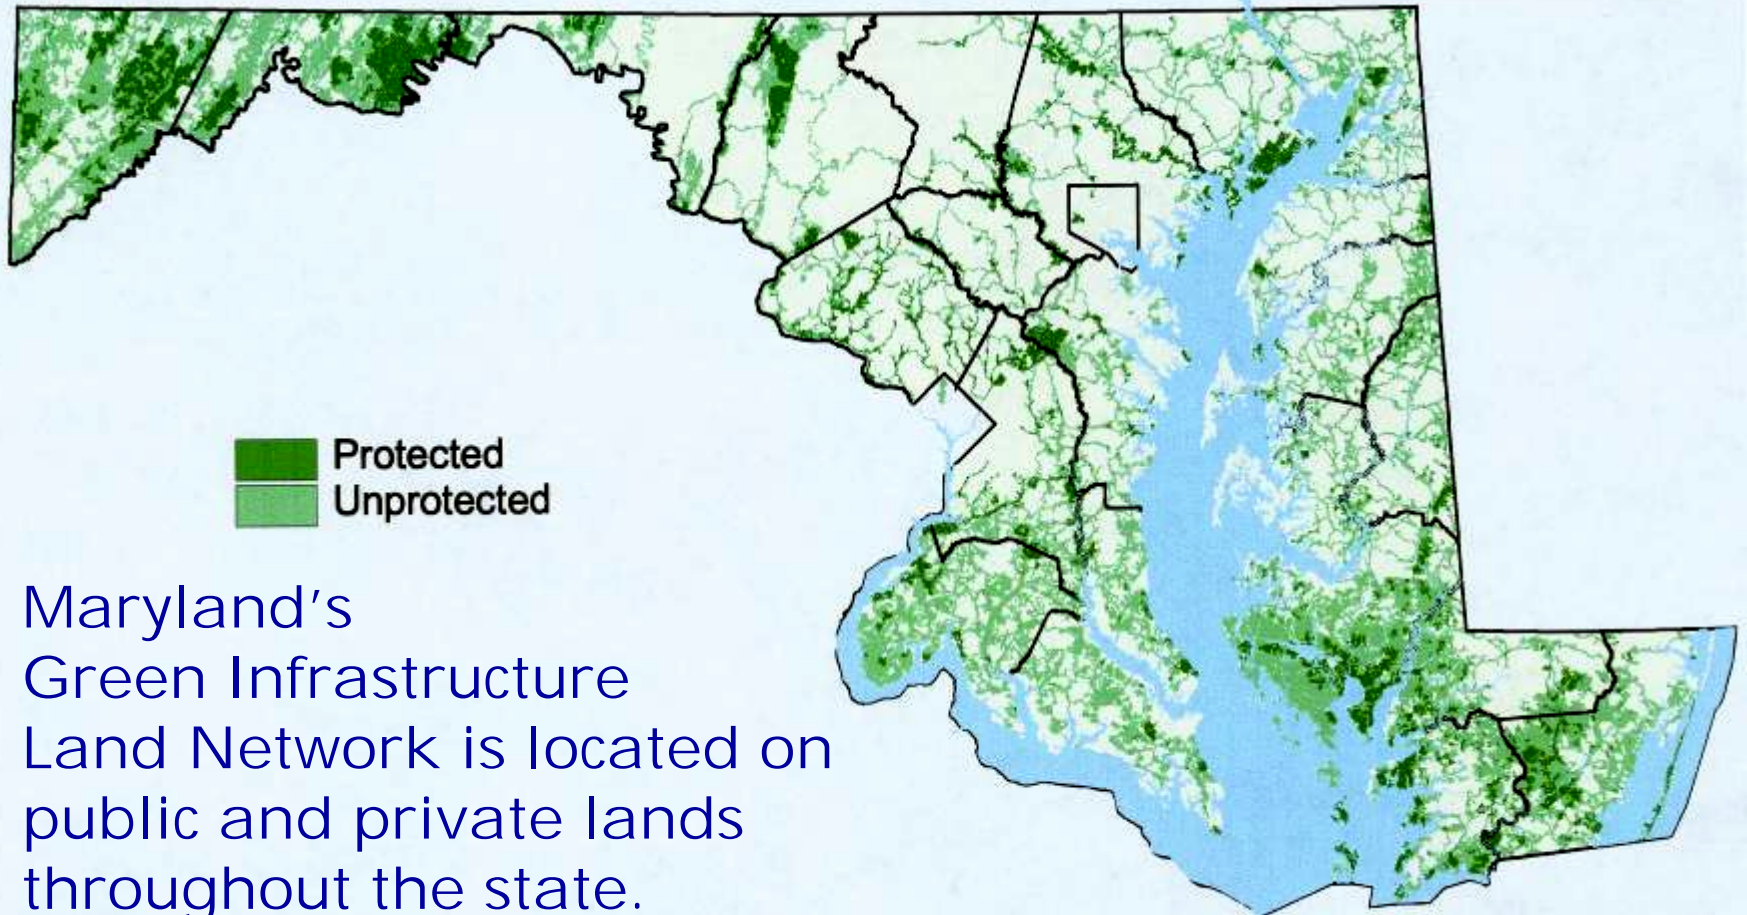 Protected
Unprotected
Maryland's
Green Infrastructure
Land Network is located on
public and private lands
throughout the state.